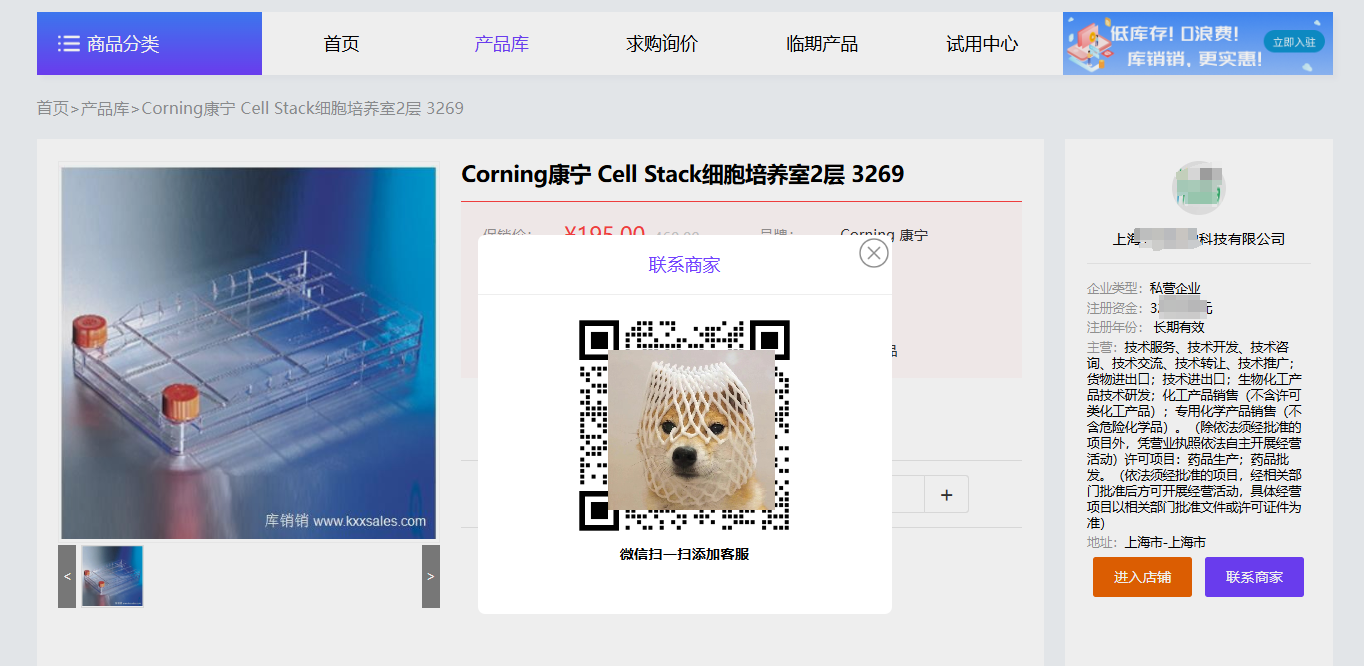 商品分类
首页
产品库
求购询价
临期产品
试用中心
低库存！0浪费！
库销销，更实惠！
立即入驻
首页>产品库>Corning康宁 Cell Stack细胞培养室2层 3269
Corning康宁 Cell Stack细胞培养室2层 3269
促销价：
¥195.00
品牌：
Corning 康宁
联系商家
微信扫一扫添加客服
+
库销销 www.kxxsales.com
<
>
上海
科技有限公司
企业类型：私营企业
注册资金：3
元
注册年份：长期有效
主营：技术服务、技术开发、技术咨
询、技术交流、技术转让、技术推广；
货物进出口；技术进出口；生物化工产
品技术研发；化工产品销售（不含许可
类化工产品）；专用化学产品销售（不
含危险化学品）。（除依法须经批准的
项目外，凭营业执照依法自主开展经营
活动）许可项目：药品生产；药品批
发。（依法须经批准的项目，经相关部
门批准后方可开展经营活动，具体经营
项目以相关部门批准文件或许可证件为
准）
地址：上海市-上海市
进入店铺
联系商家